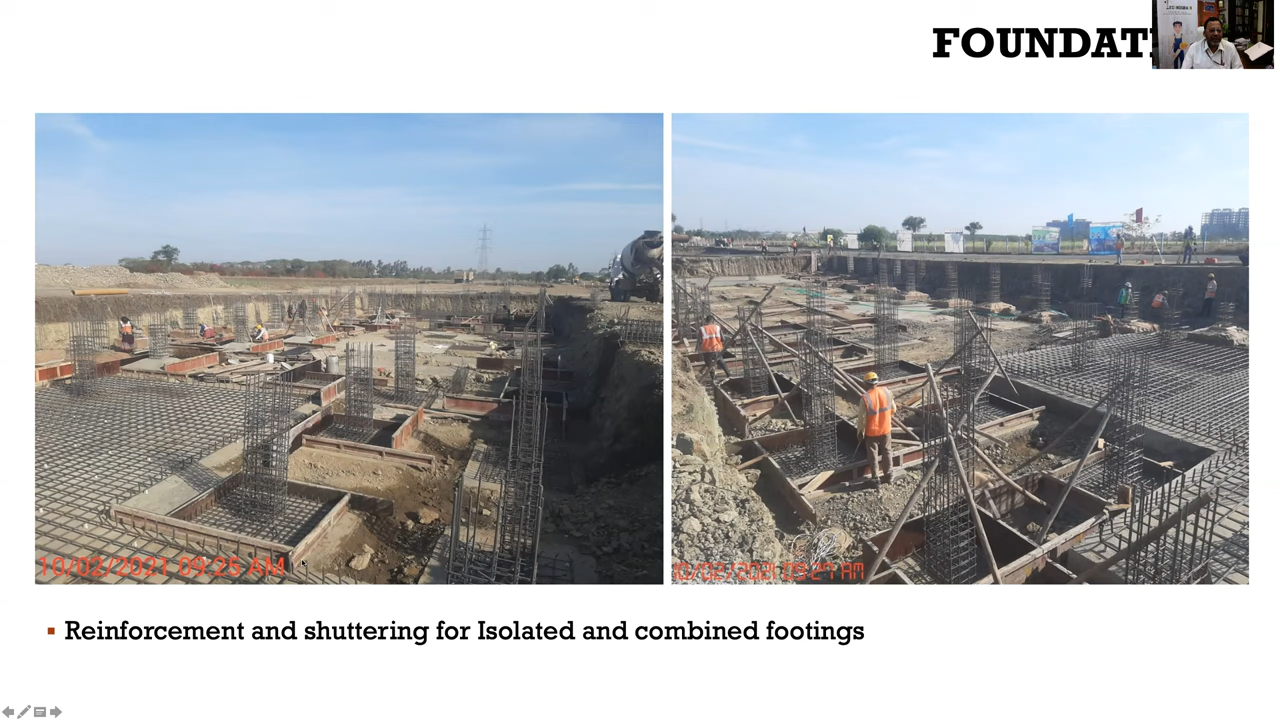 FOUNDATI
10/02/2021 09:25 AM
10/02/2021 09:27 AM
Reinforcement and shuttering for Isolated and combined footings